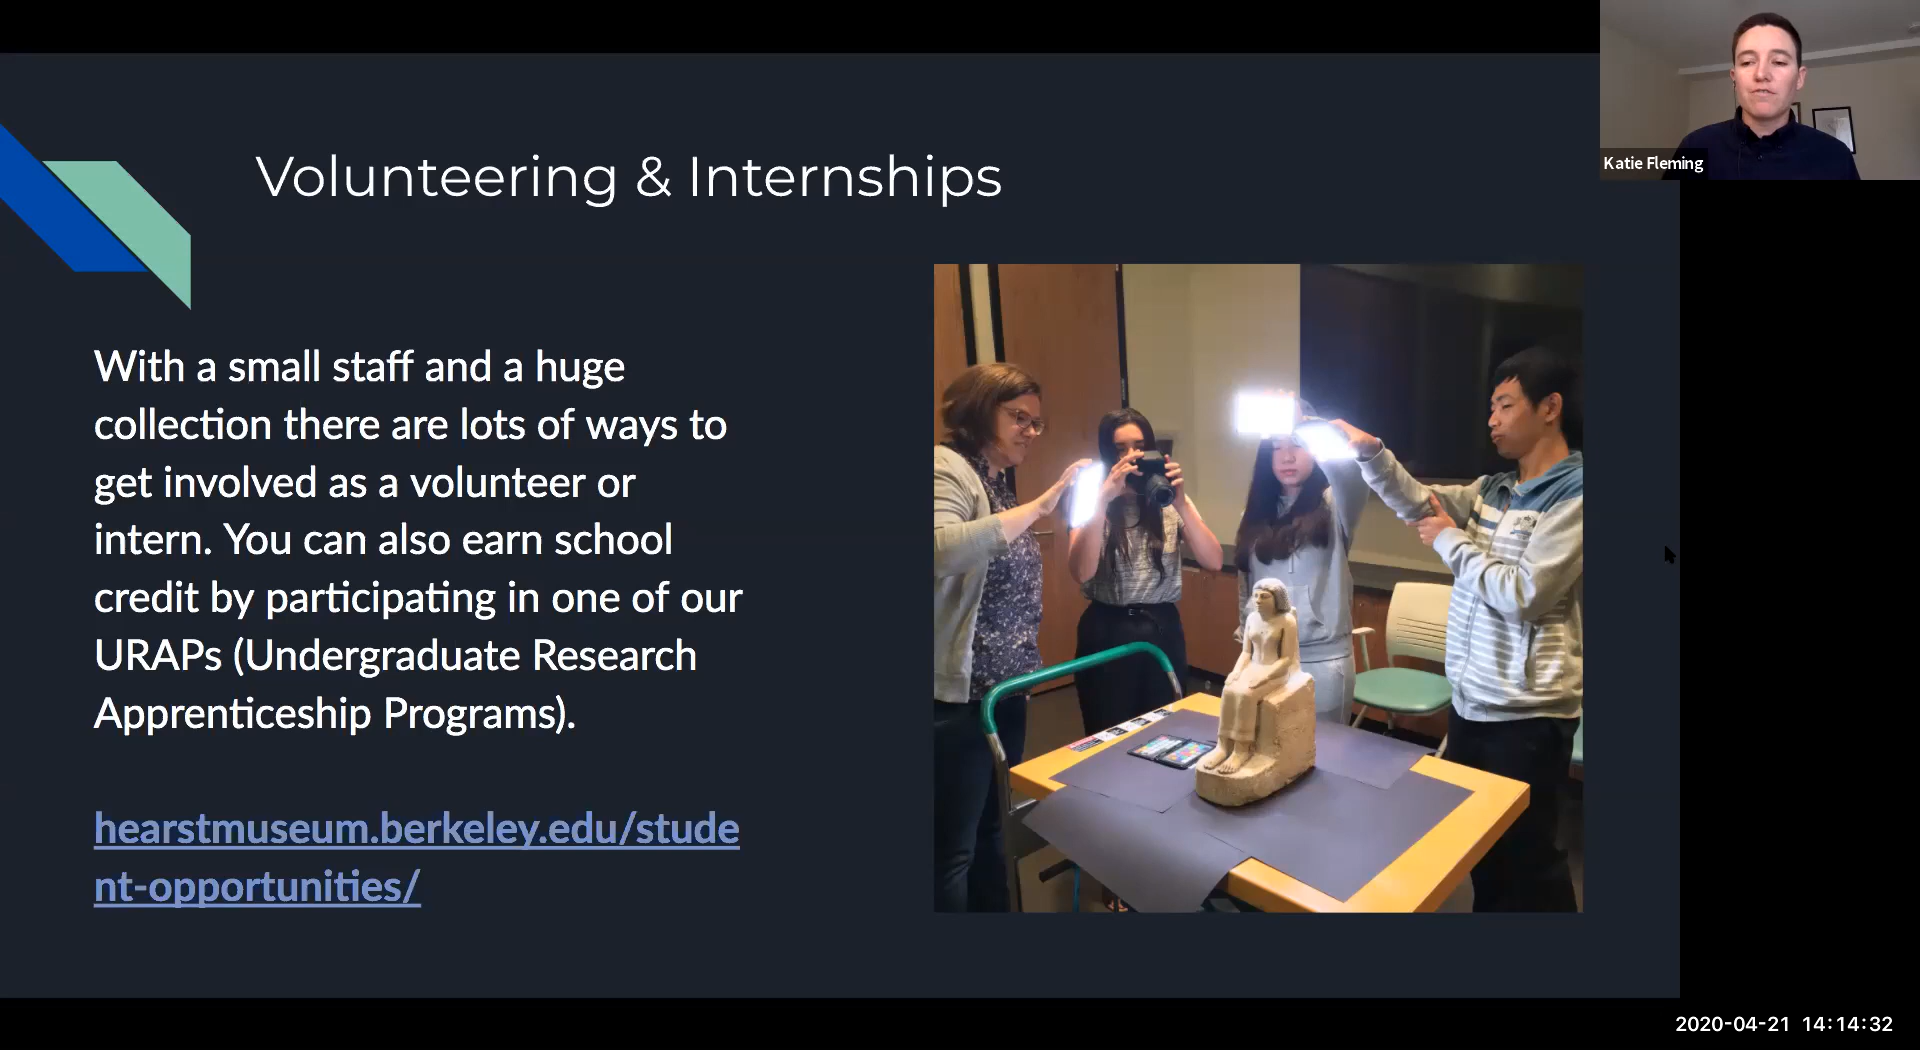 Volunteering & Internships
Katie Fleming
With a small staff and a huge
collection there are lots of ways to
get involved as a volunteer or
intern. You can also earn school
credit by participating in one of our
URAPs (Undergraduate Research
Apprenticeship Programs).
hearstmuseum.berkeley.edu/stude
nt-opportunities/
2020-04-21 14:14:32